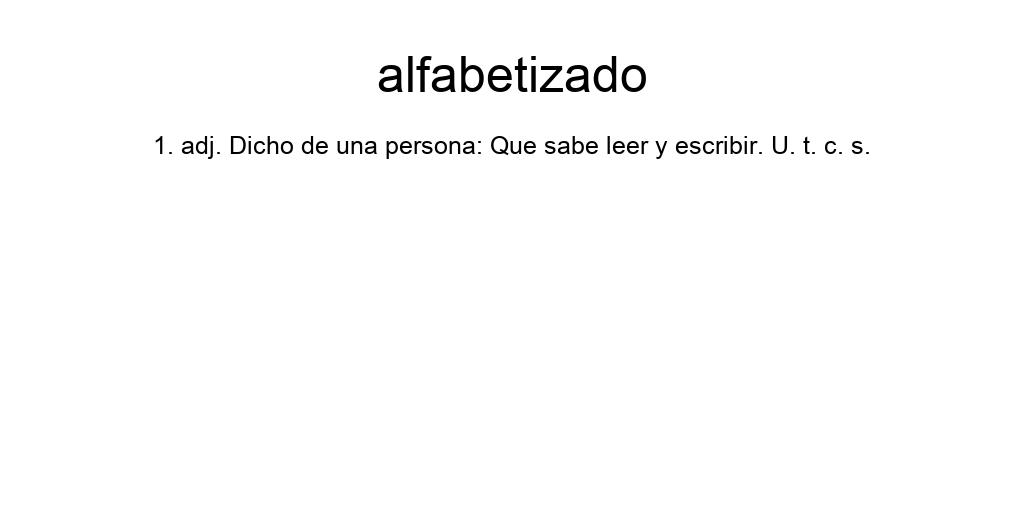 alfabetizado
1. adj. Dicho de una persona: Que sabe leer y escribir. U. t. c. s.